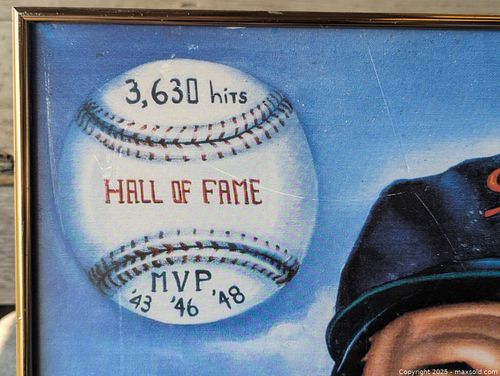 3,630 hits
HALL OF FAME
MVP
'43 '46 '48
Copyright 2025 - maxsold.com